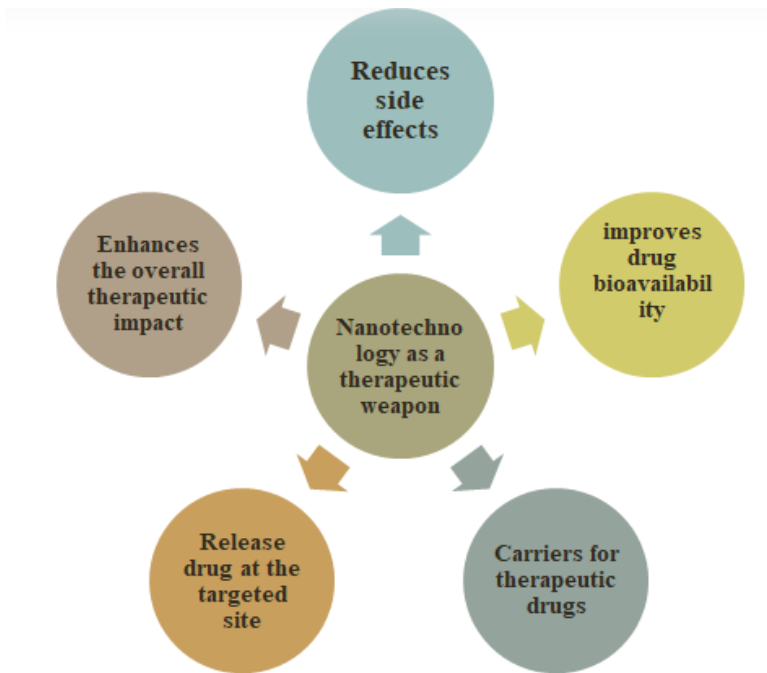 Reduces
side
effects
improves
drug
bioavailabil
ity
Carriers for
therapeutic
drugs
Release
drug at the
targeted
site
Enhances
the overall
therapeutic
impact
Nanotechno
logy as a
therapeutic
weapon